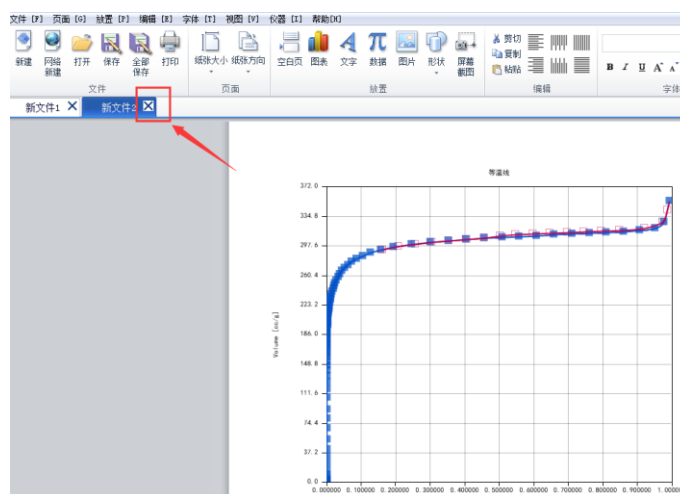 文件 [F] 页面 [G] 放置 [P] 编辑 [E] 字体 [T] 视图 [V] 仪器 [I] 帮助[H]
新建 网络新建 打开 保存 全部保存 打印 纸张大小 纸张方向 空白页 图表 文字 数据 图片 形状 屏幕截图 剪切 复制 粘贴 B I U A A
文件 页面 放置 编辑 字体
新文件1 新文件2
等温线
372.0
334.8
297.6
260.4
223.2
186.0
148.8
111.6
74.4
37.2
0.0
Volume [cc/g]
0.000000 0.100000 0.200000 0.300000 0.400000 0.500000 0.600000 0.700000 0.800000 0.900000 1.00000